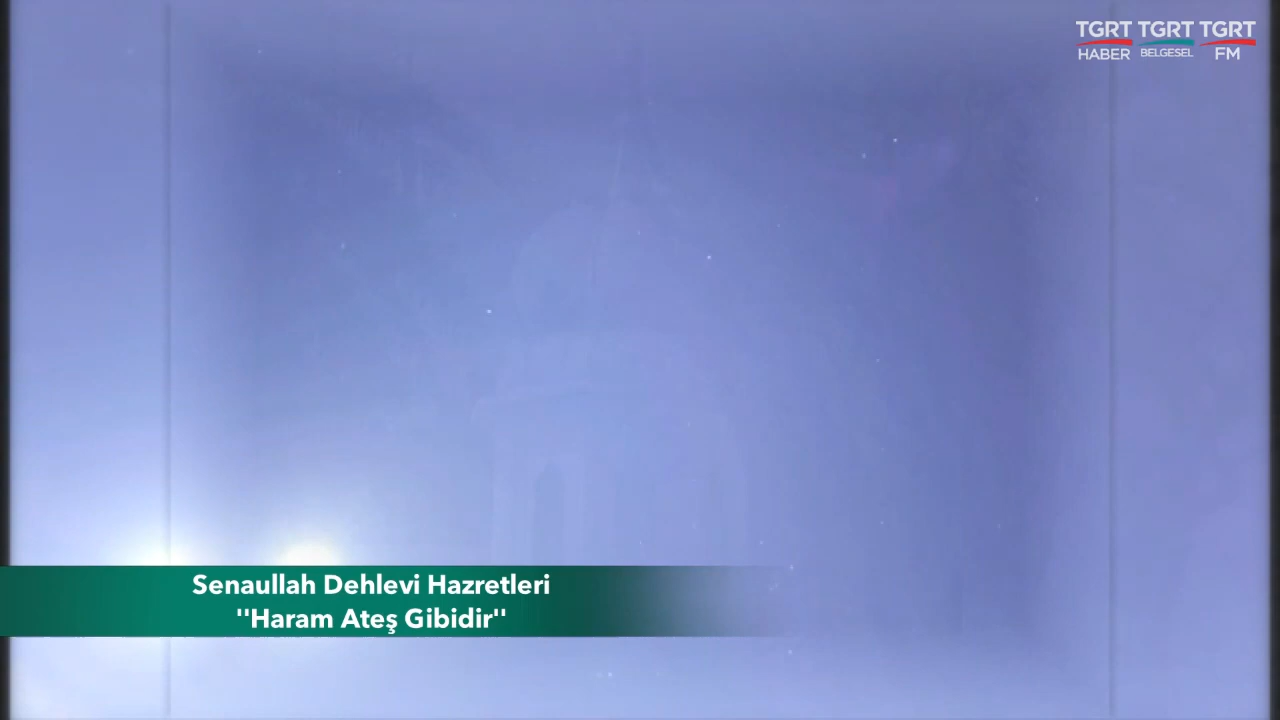 TGRT TGRT TGRT
HABER BELGESEL FM
Senaullah Dehlevi Hazretleri
''Haram Ateş Gibidir''